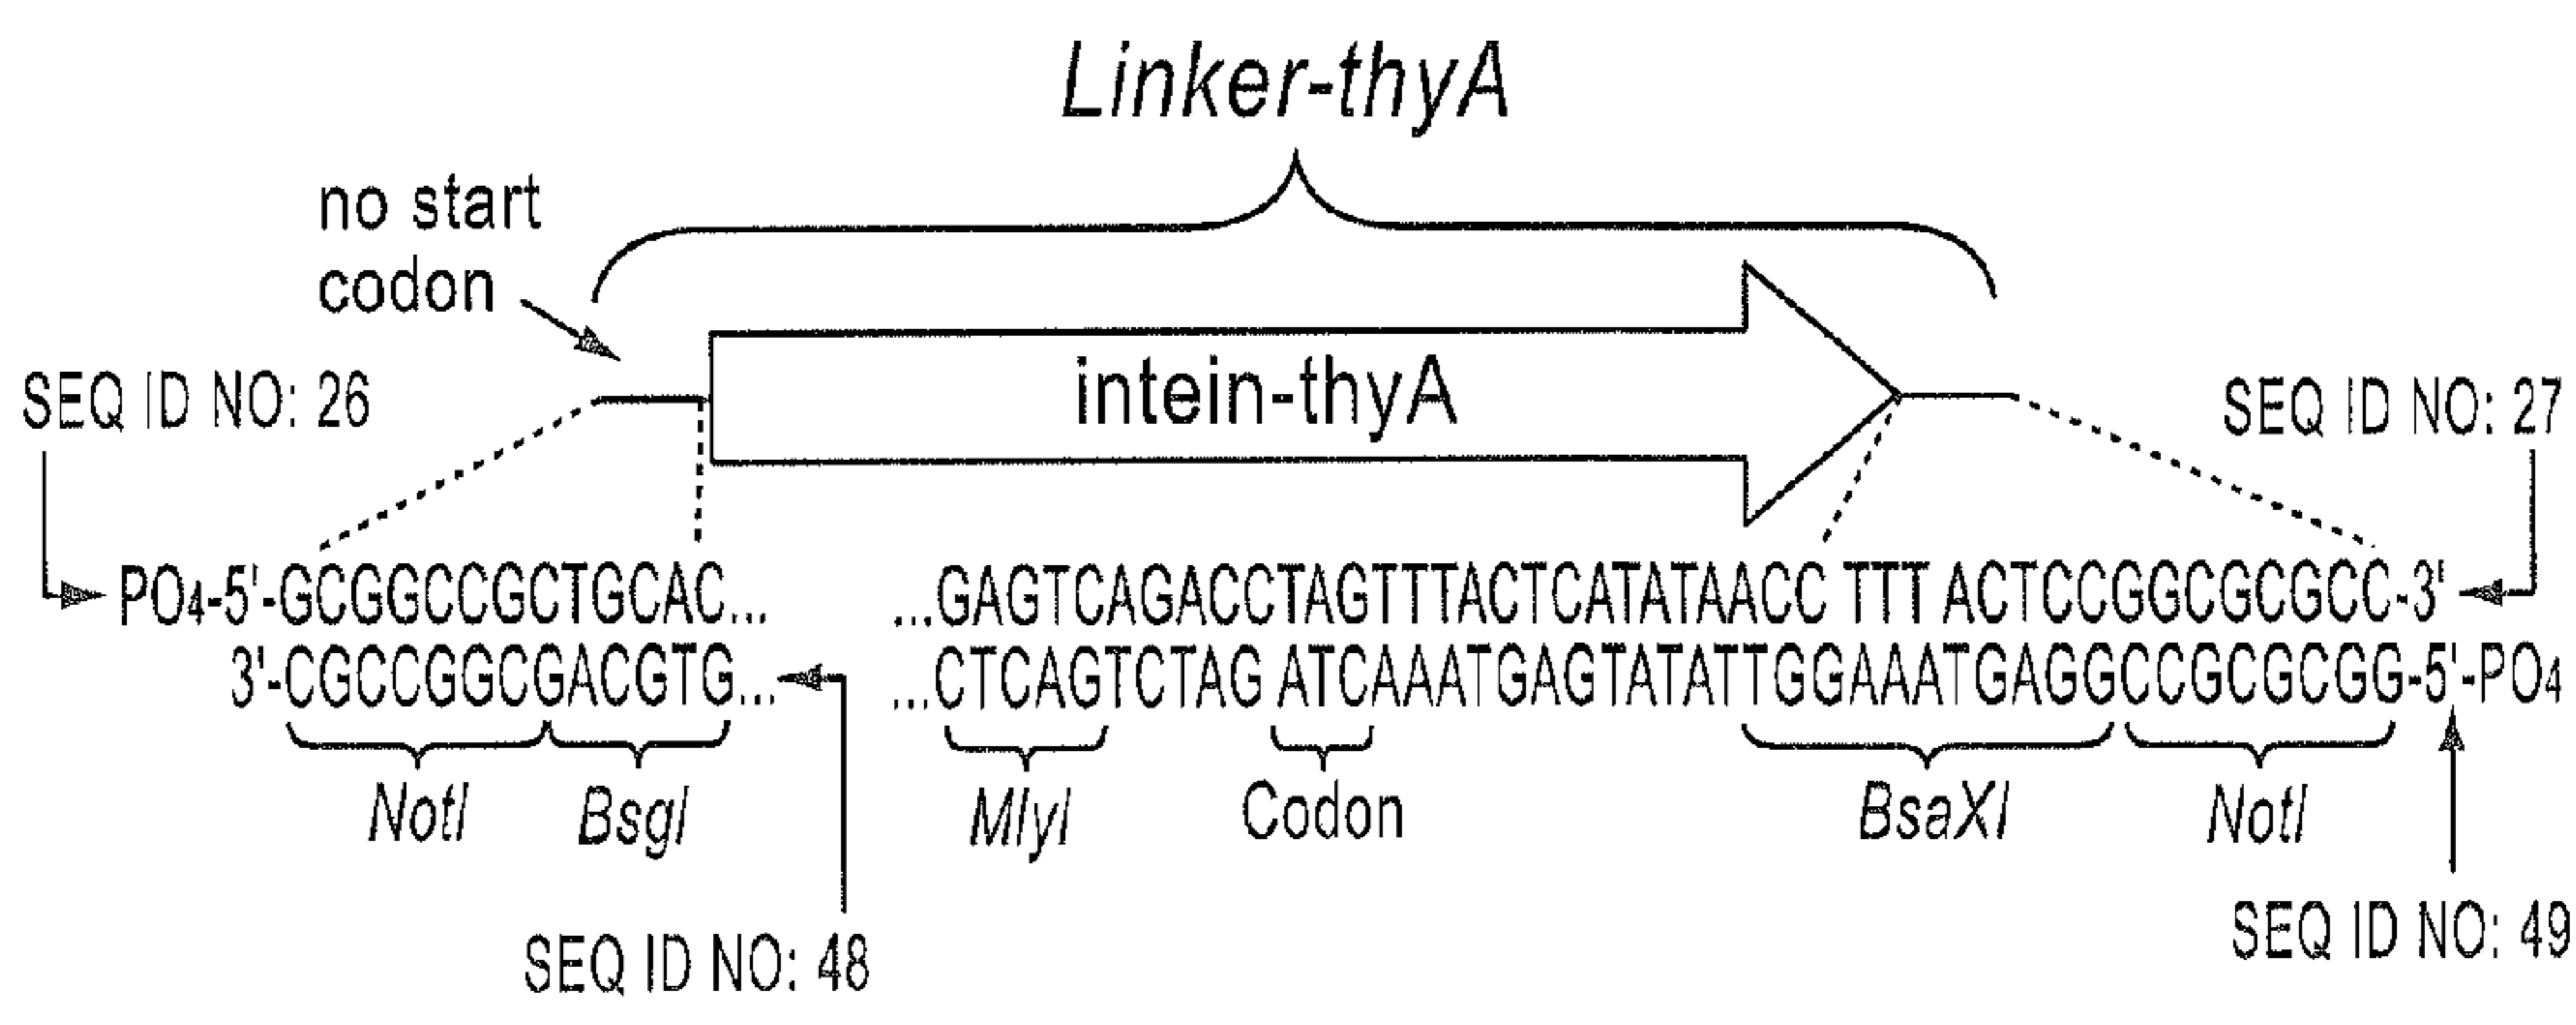 Linker-thyA
no start
codon
intein-thyA
SEQ ID NO: 26
SEQ ID NO: 27
PO4-5'-GCGGCCGCTGCAC... ...GAGTCAGACCTAGTTTACTCATATAACC TTT ACTCCGGCGCGCC-3'
3'-CGCCGGCGACGTG... ...CTCAGTCTAG ATCAAATGAGTATATTGGAAATGAGGCCGCGCGG-5'-PO4
NotI BsgI MlyI Codon BsaXI NotI
SEQ ID NO: 48
SEQ ID NO: 49